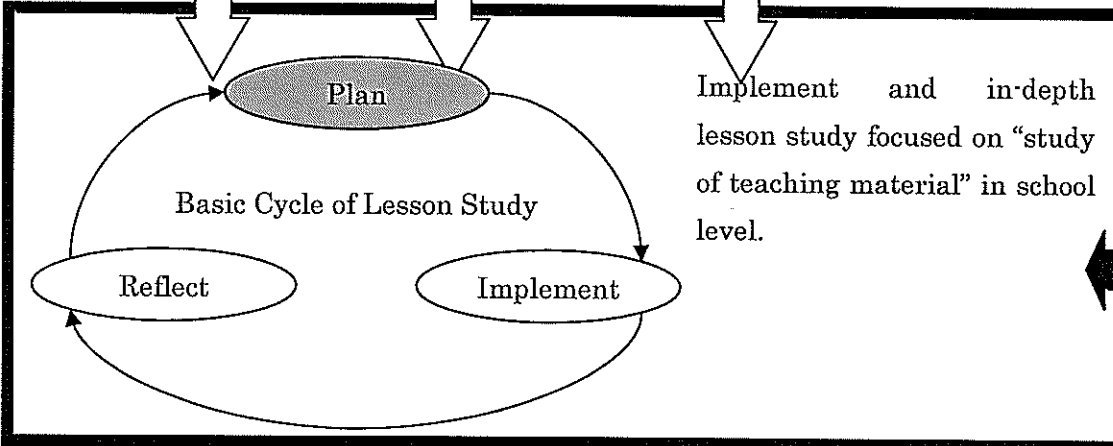 Plan
Basic Cycle of Lesson Study
Reflect
Implement
Implement and in-depth
lesson study focused on “study
of teaching material” in school
level.